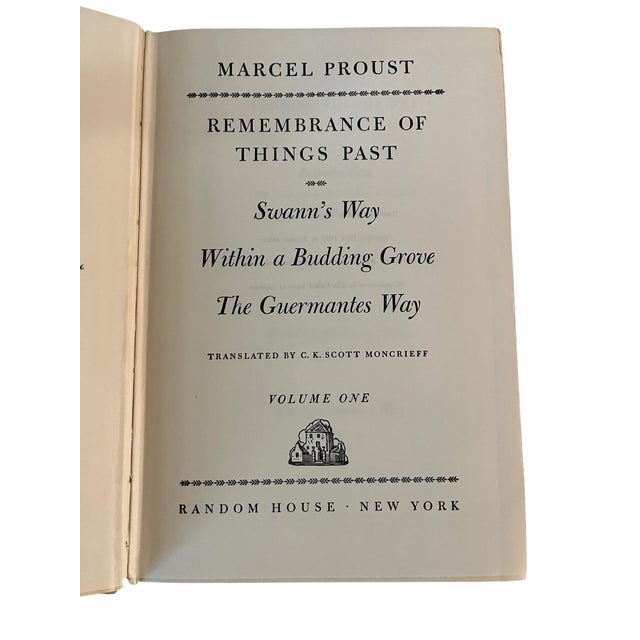 MARCEL PROUST
REMEMBRANCE OF
THINGS PAST
Swann's Way
Within a Budding Grove
The Guermantes Way
TRANSLATED BY C. K. SCOTT MONCRIEFF
VOLUME ONE
RANDOM HOUSE · NEW YORK